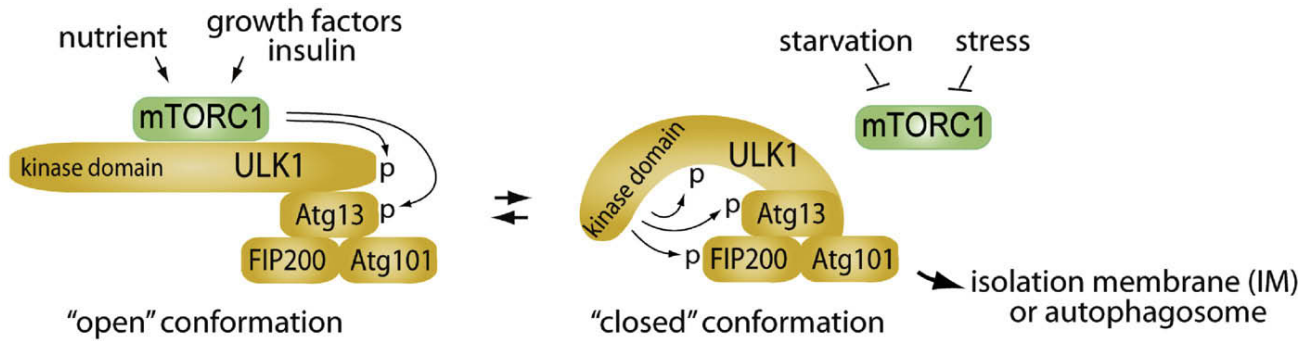 nutrient
growth factors
insulin
mTORC1
kinase domain
ULK1
p
Atg13
p
FIP200
Atg101
"open" conformation
starvation
stress
mTORC1
kinase domain
ULK1
p
p
Atg13
p
FIP200
Atg101
isolation membrane (IM)
or autophagosome
"closed" conformation